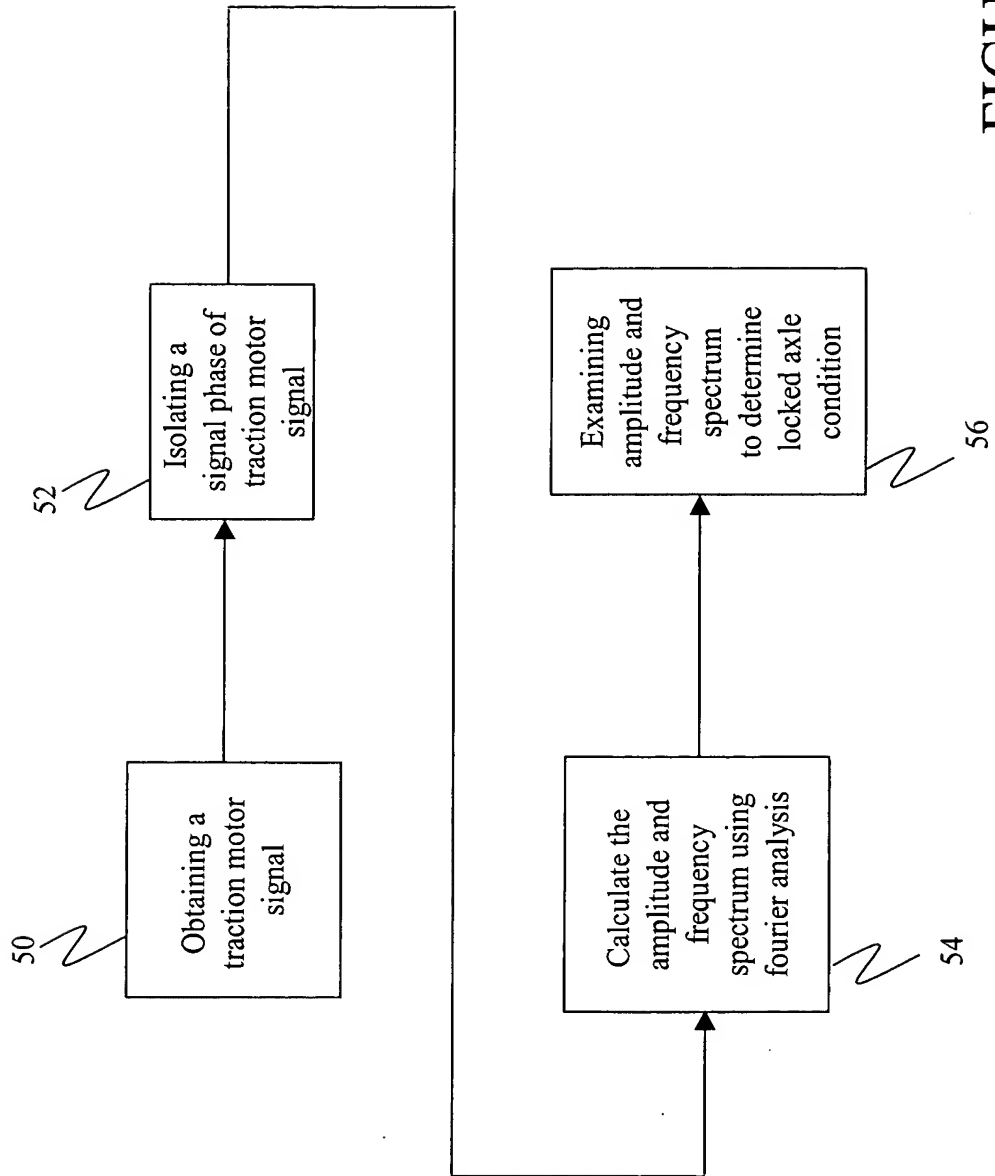 50
Obtaining a
traction motor
signal
52
Isolating a
signal phase of
traction motor
signal
Calculate the
amplitude and
frequency
spectrum using
fourier analysis
54
Examining
amplitude and
frequency
spectrum
to determine
locked axle
condition
56